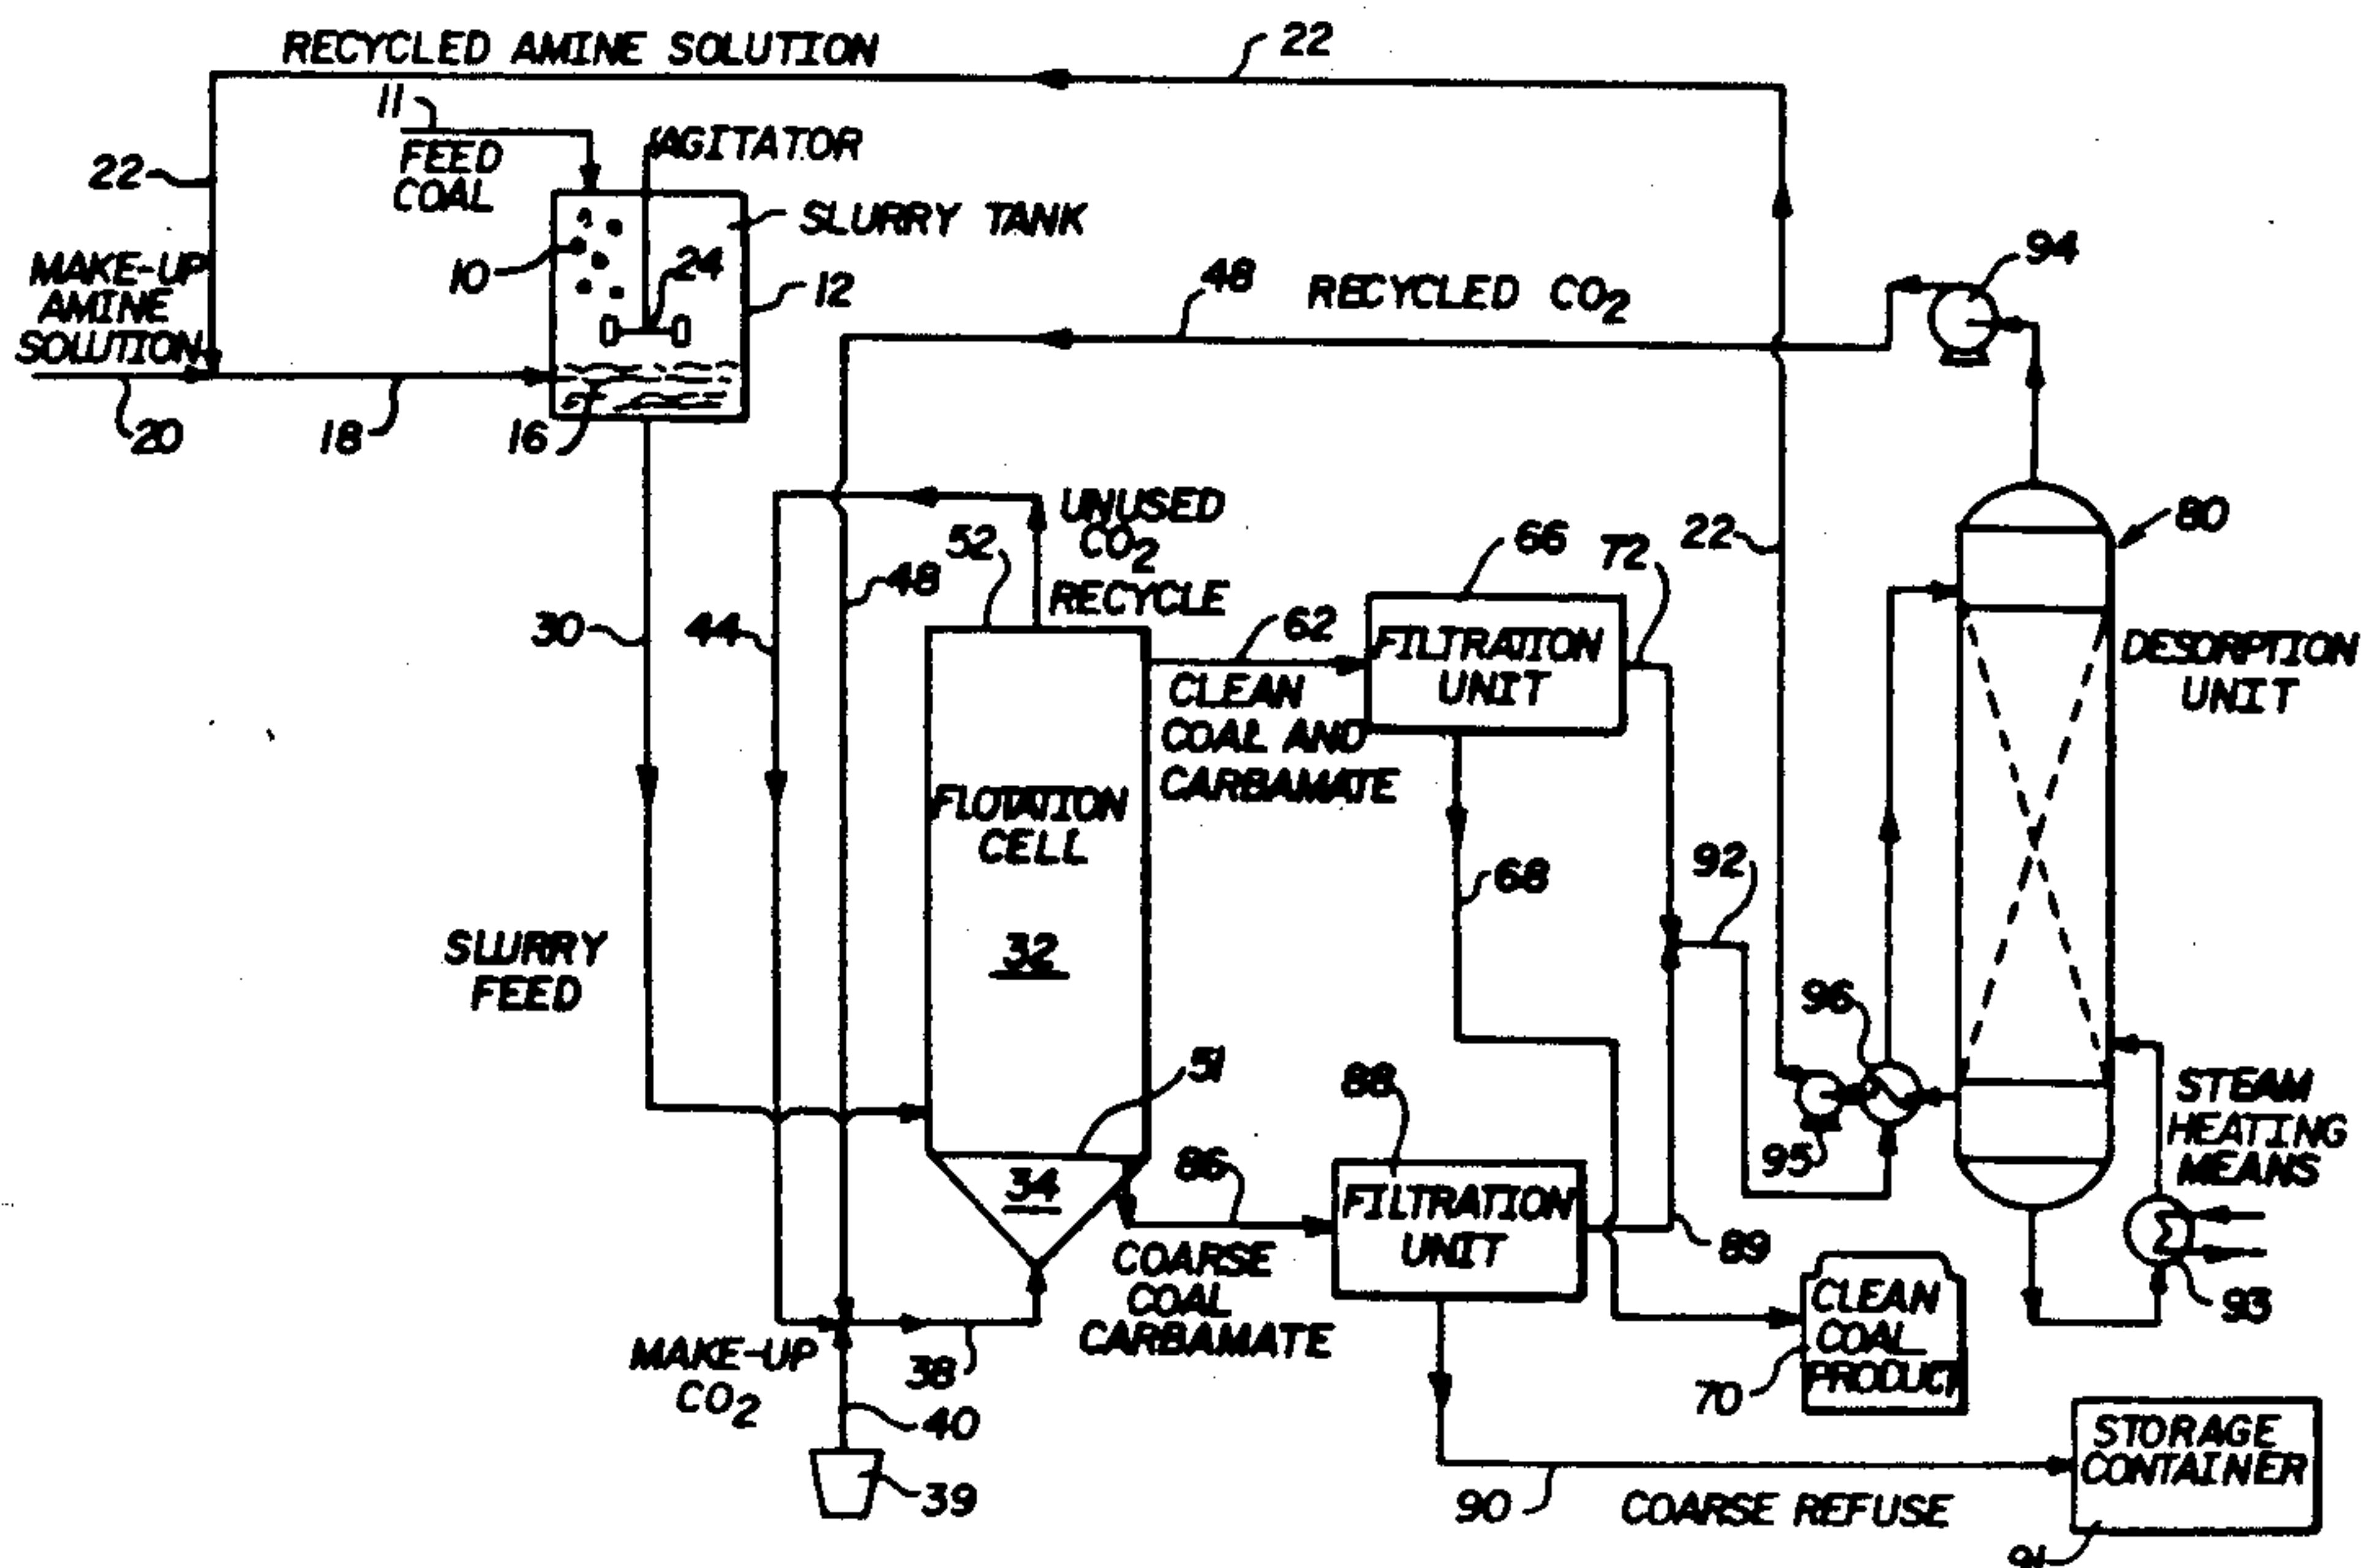 RECYCLED AMINE SOLUTION
22
11
FEED
COAL
AGITATOR
22
SLURRY TANK
10
24
12
MAKE-UP
AMINE
SOLUTION
20
18
16
48
RECYCLED CO2
94
UNUSED
CO2
RECYCLE
52
48
30
44
62
66
72
22
80
FILTRATION
UNIT
DESORPTION
UNIT
CLEAN
COAL AND
CARBAMATE
FLOTATION
CELL
32
68
92
SLURRY
FEED
96
51
88
95
STEAM
HEATING
MEANS
34
86
FILTRATION
UNIT
89
COARSE
COAL
CARBAMATE
93
CLEAN
COAL
PRODUCT
70
MAKE-UP
CO2
38
40
39
90
COARSE REFUSE
STORAGE
CONTAINER
91